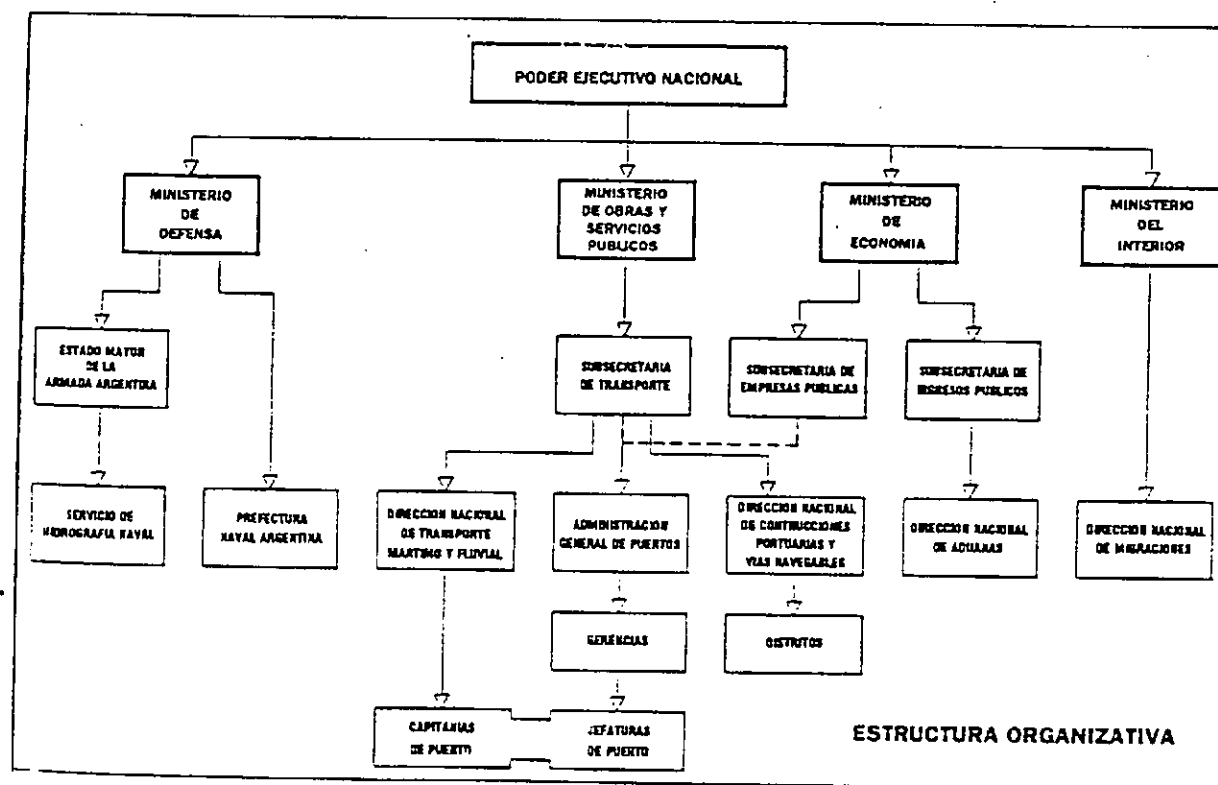 PODER EJECUTIVO NACIONAL
MINISTERIO
DE
DEFENSA
MINISTERIO
DE OBRAS Y
SERVICIOS
PUBLICOS
MINISTERIO
DE
ECONOMIA
MINISTERIO
DEL
INTERIOR
ESTADO MAYOR
DE LA
ARMADA ARGENTINA
SUBSECRETARIA
DE TRANSPORTE
SUBSECRETARIA DE
EMPRESAS PUBLICAS
SUBSECRETARIA DE
INGRESOS PUBLICOS
SERVICIO DE
HIDROGRAFIA NAVAL
PREFECTURA
NAVAL ARGENTINA
DIRECCION NACIONAL
DE TRANSPORTE
MARITIMO Y FLUVIAL
ADMINISTRACION
GENERAL DE PUERTOS
DIRECCION NACIONAL
DE CONTRUCCIONES
PORTUARIAS Y
VIAS NAVEGABLES
DIRECCION NACIONAL
DE ADUANAS
DIRECCION NACIONAL
DE MIGRACIONES
GERENCIAS
DISTRITOS
CAPITANIAS
DE PUERTO
JEFATURAS
DE PUERTO
ESTRUCTURA ORGANIZATIVA